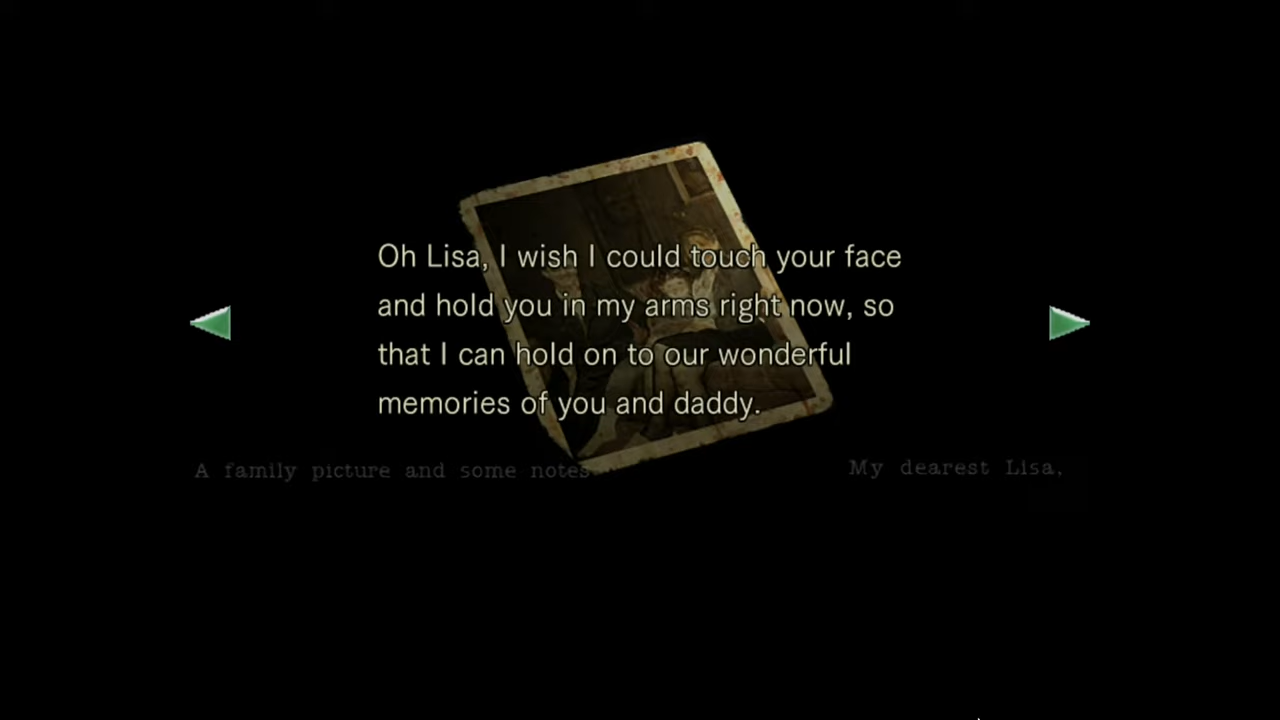 Oh Lisa, I wish I could touch your face
and hold you in my arms right now, so
that I can hold on to our wonderful
memories of you and daddy.
A family picture and some notes
My dearest Lisa,